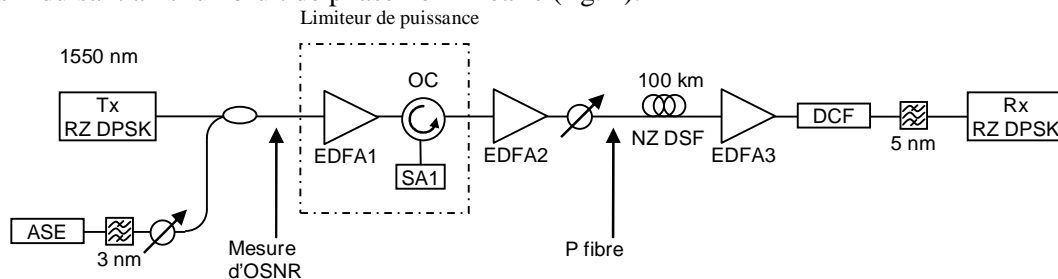 Limiteur de puissance
1550 nm
Tx
RZ DPSK
OC
EDFA1
SA1
EDFA2
100 km
NZ DSF
EDFA3
DCF
5 nm
Rx
RZ DPSK
ASE
3 nm
Mesure
d'OSNR
P fibre